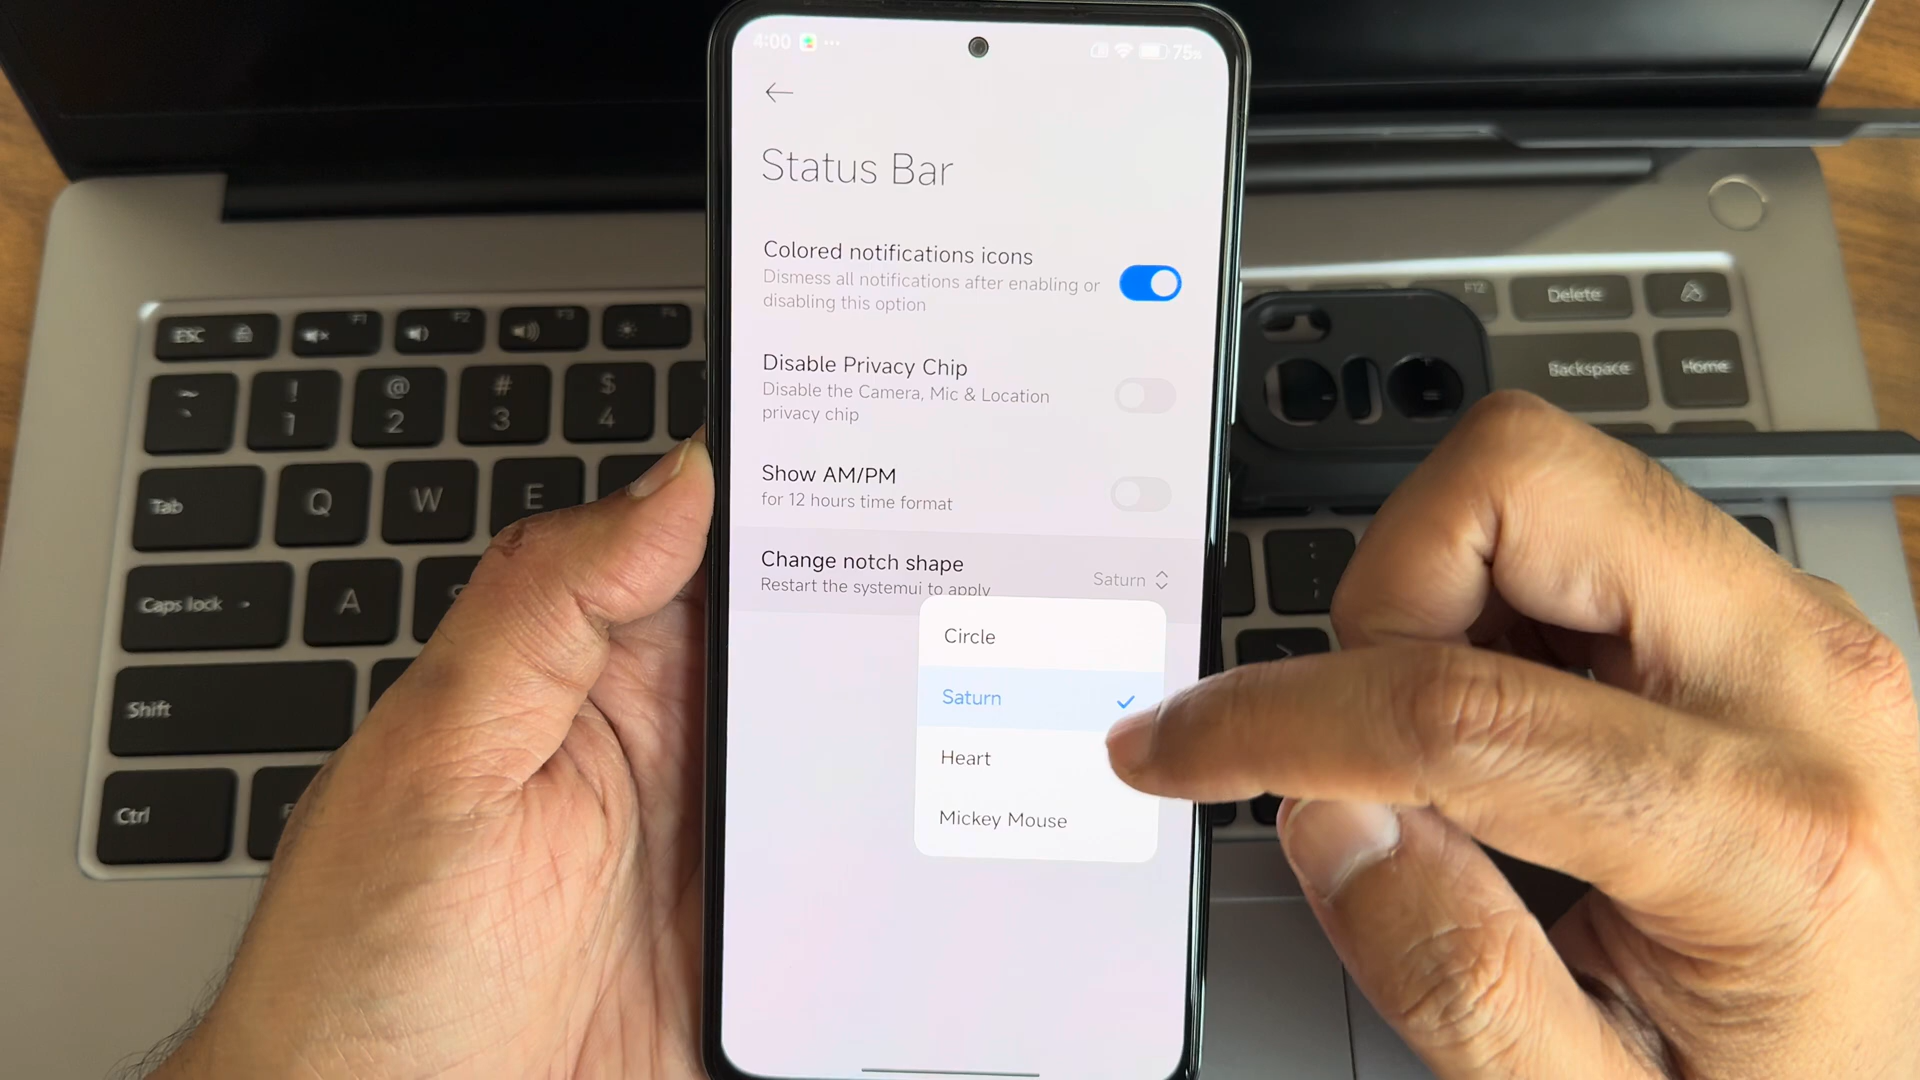 4:00 ...
75%
Status Bar
Colored notifications icons
Dismess all notifications after enabling or
disabling this option
Disable Privacy Chip
Disable the Camera, Mic & Location
privacy chip
Show AM/PM
for 12 hours time format
Change notch shape
Restart the systemui to apply
Saturn
Circle
Saturn
Heart
Mickey Mouse
ESC
F1
F2
F3
F4
F12
Delete
~
`
!
1
@
2
#
3
$
4
Backspace
Home
Tab
Q
W
E
Caps lock
A
Shift
Ctrl